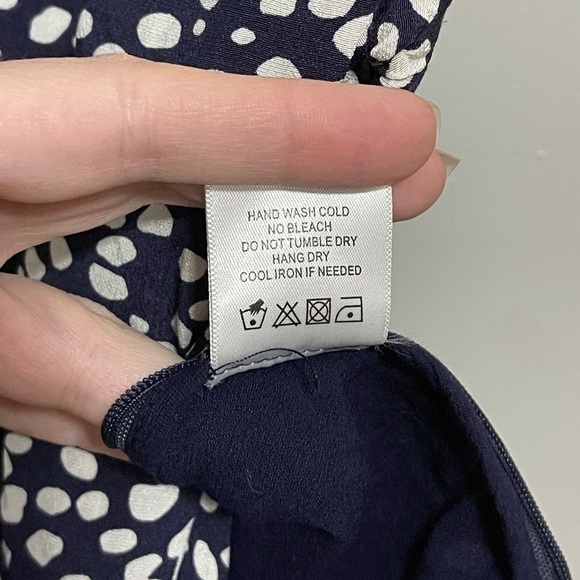 HAND WASH COLD
NO BLEACH
DO NOT TUMBLE DRY
HANG DRY
COOL IRON IF NEEDED